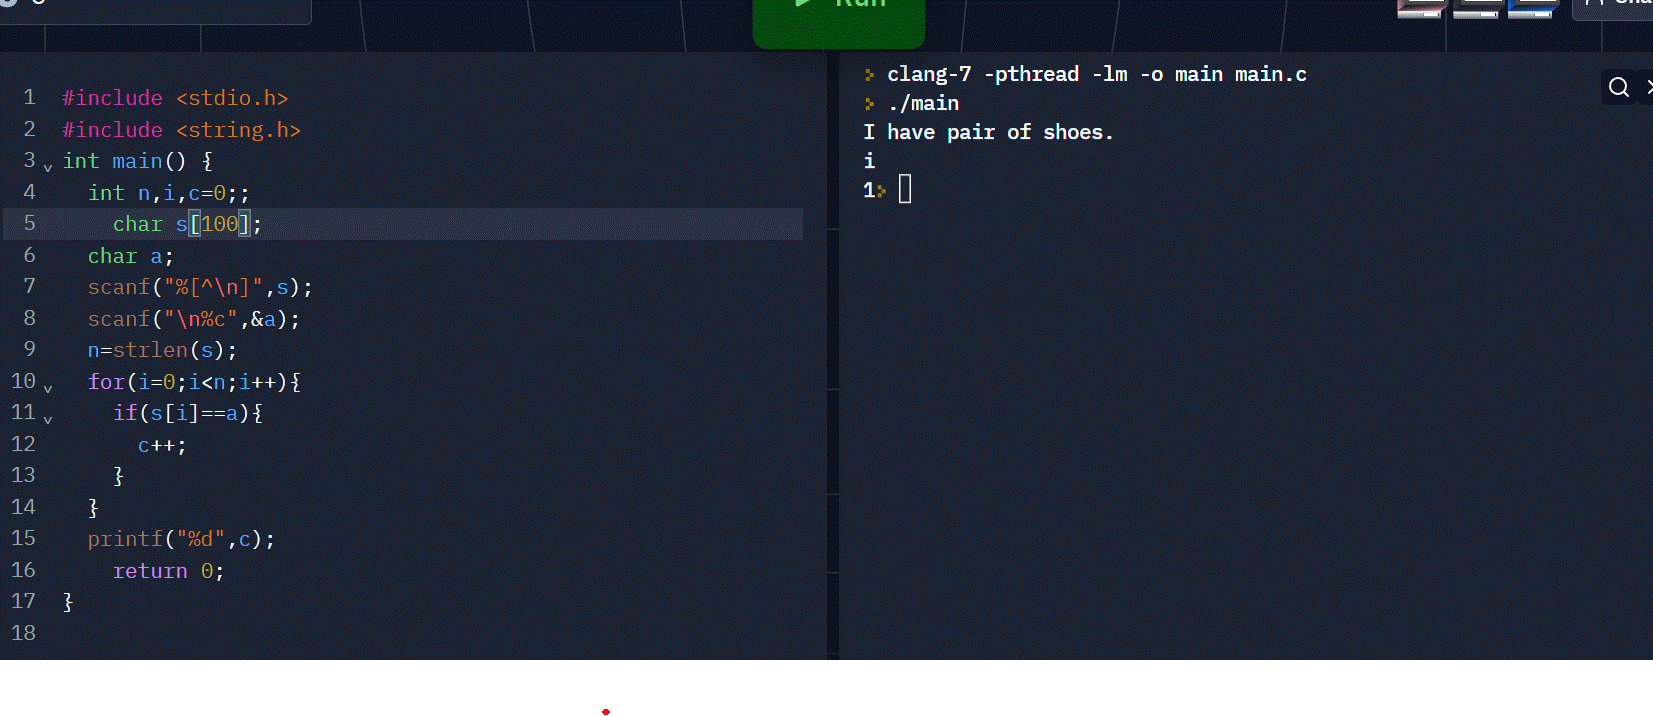 Run
1 #include <stdio.h>
2 #include <string.h>
3 int main() {
4 int n,i,c=0;;
5 char s[100];
6 char a;
7 scanf("%[^\n]",s);
8 scanf("\n%c",&a);
9 n=strlen(s);
10 for(i=0;i<n;i++){
11 if(s[i]==a){
12 c++;
13 }
14 }
15 printf("%d",c);
16 return 0;
17 }
18
clang-7 -pthread -lm -o main main.c
./main
I have pair of shoes.
i
1